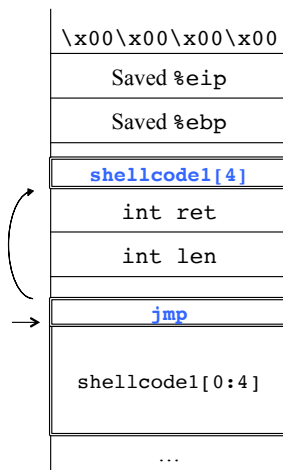 \x00\x00\x00\x00
Saved %eip
Saved %ebp
shellcode1[4]
int ret
int len
jmp
shellcode1[0:4]
...